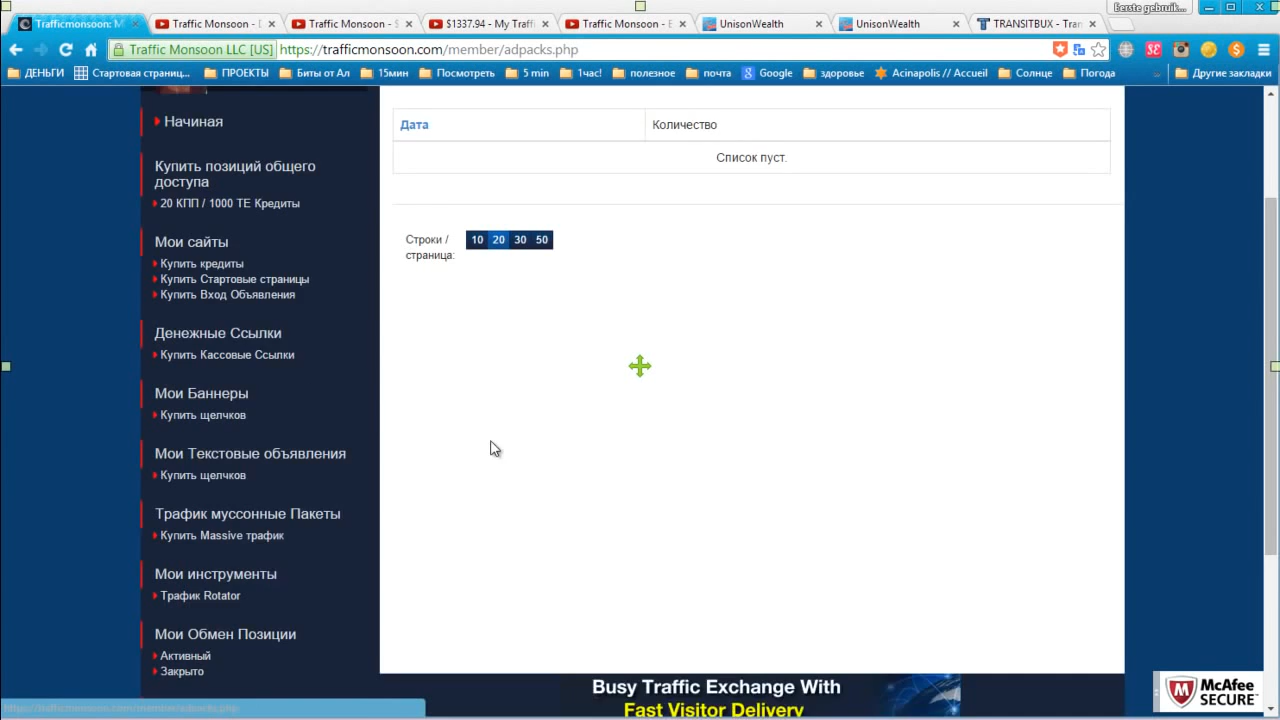 Eerste gebruik...
Trafficmonsoon: M
Traffic Monsoon - D
Traffic Monsoon - S
$1337.94 - My Traffi
Traffic Monsoon - E
UnisonWealth
UnisonWealth
TRANSITBUX - Tran
Traffic Monsoon LLC [US]
https://trafficmonsoon.com/member/adpacks.php
ДЕНЬГИ
Стартовая страниц...
ПРОЕКТЫ
Биты от Ал
15мин
Посмотреть
5 min
1час!
полезное
почта
Google
здоровье
Acinapolis // Accueil
Солнце
Погода
»
Другие закладки
Начиная
Купить позиций общего
доступа
20 КПП / 1000 ТЕ Кредиты
Мои сайты
Купить кредиты
Купить Стартовые страницы
Купить Вход Объявления
Денежные Ссылки
Купить Кассовые Ссылки
Мои Баннеры
Купить щелчков
Мои Текстовые объявления
Купить щелчков
Трафик муссонные Пакеты
Купить Massive трафик
Мои инструменты
Трафик Rotator
Мои Обмен Позиции
Активный
Закрыто
Дата
Количество
Список пуст.
Строки /
страница:
10 20 30 50
Busy Traffic Exchange With
Fast Visitor Delivery
McAfee
SECURE
https://trafficmonsoon.com/member/adpacks.php